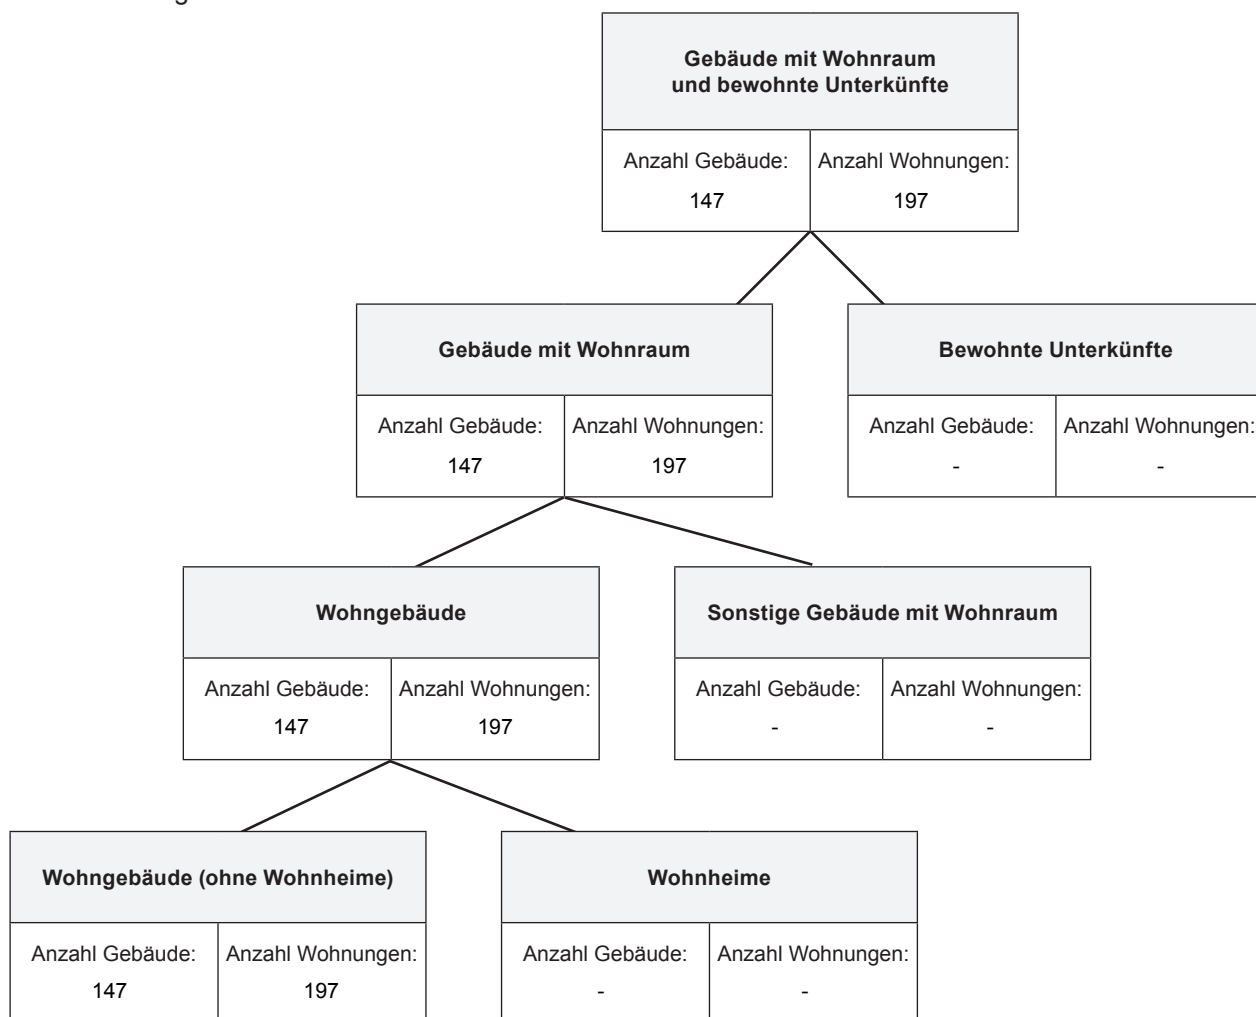 Gebäude mit Wohnraum
und bewohnte Unterkünfte
Anzahl Gebäude: Anzahl Wohnungen:
147 197
Gebäude mit Wohnraum
Anzahl Gebäude: Anzahl Wohnungen:
147 197
Bewohnte Unterkünfte
Anzahl Gebäude: Anzahl Wohnungen:
- -
Wohngebäude
Anzahl Gebäude: Anzahl Wohnungen:
147 197
Sonstige Gebäude mit Wohnraum
Anzahl Gebäude: Anzahl Wohnungen:
- -
Wohngebäude (ohne Wohnheime)
Anzahl Gebäude: Anzahl Wohnungen:
147 197
Wohnheime
Anzahl Gebäude: Anzahl Wohnungen:
- -